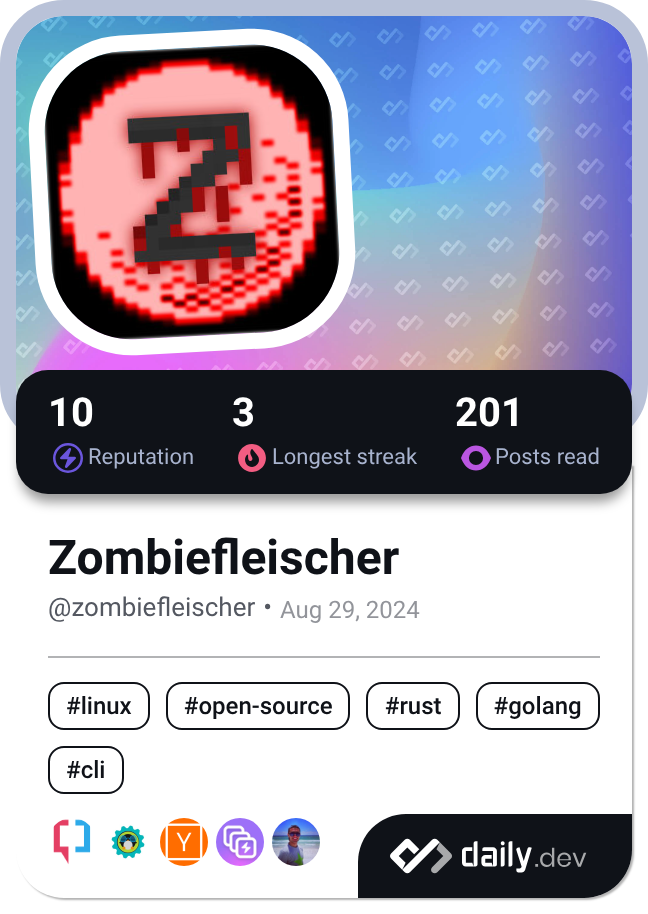 Z
10 3 201
Reputation Longest streak Posts read
Zombiefleischer
@zombiefleischer • Aug 29, 2024
#linux #open-source #rust #golang
#cli
Y
daily.dev